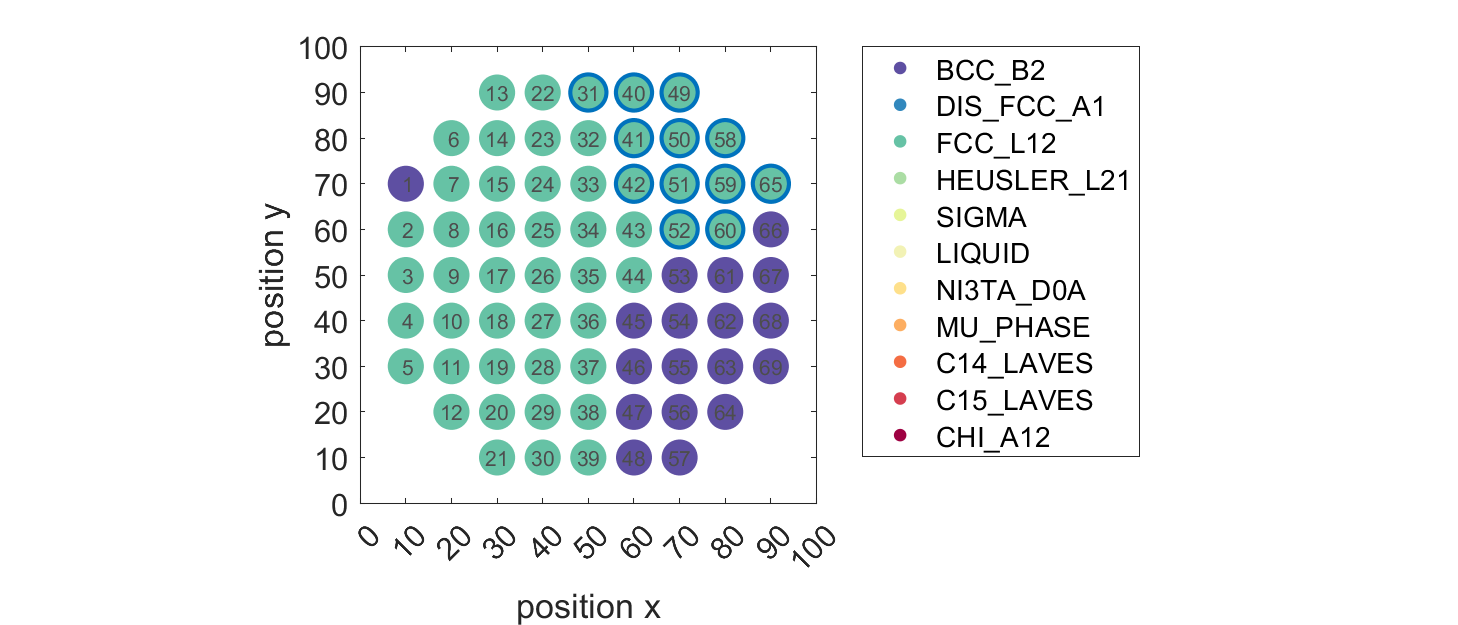 100
90
80
70
60
50
40
30
20
10
0
position y
13 22 31 40 49
6 14 23 32 41 50 58
1 7 15 24 33 42 51 59 65
2 8 16 25 34 43 52 60 66
3 9 17 26 35 44 53 61 67
4 10 18 27 36 45 54 62 68
5 11 19 28 37 46 55 63 69
12 20 29 38 47 56 64
21 30 39 48 57
0 10 20 30 40 50 60 70 80 90 100
position x
BCC_B2
DIS_FCC_A1
FCC_L12
HEUSLER_L21
SIGMA
LIQUID
NI3TA_D0A
MU_PHASE
C14_LAVES
C15_LAVES
CHI_A12